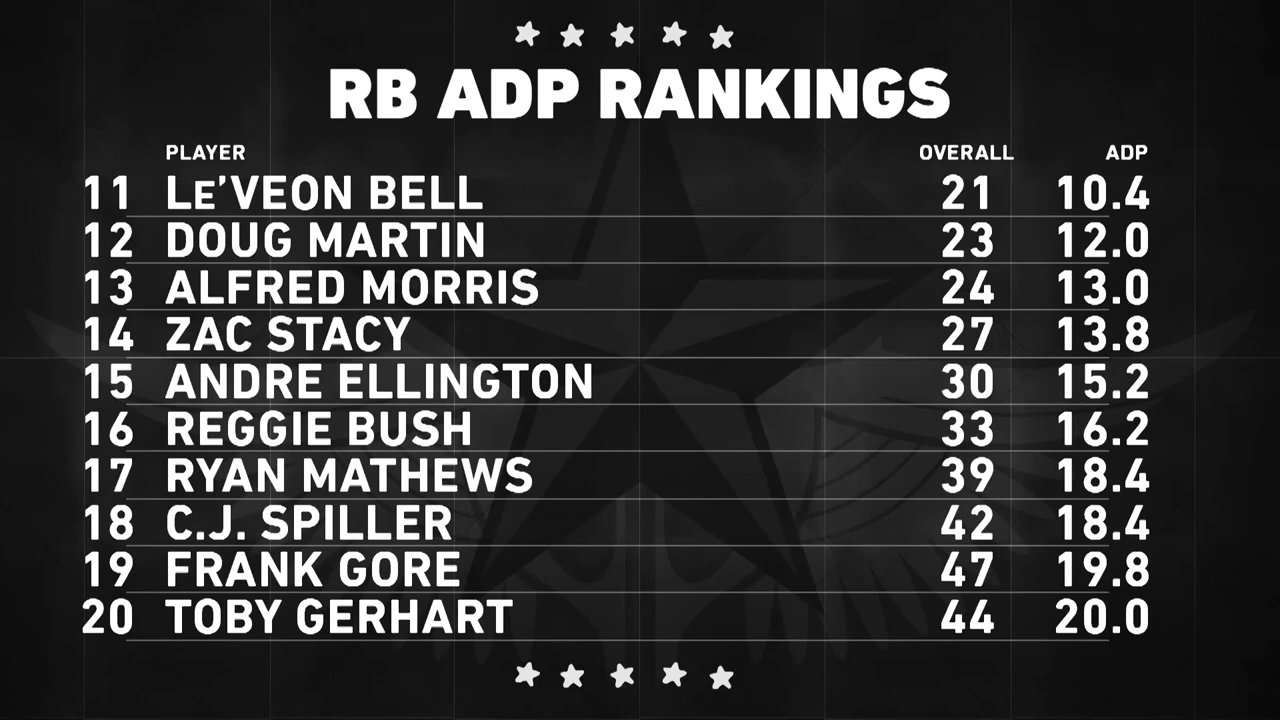 RB ADP RANKINGS
PLAYER OVERALL ADP
11 Le'VEON BELL 21 10.4
12 DOUG MARTIN 23 12.0
13 ALFRED MORRIS 24 13.0
14 ZAC STACY 27 13.8
15 ANDRE ELLINGTON 30 15.2
16 REGGIE BUSH 33 16.2
17 RYAN MATHEWS 39 18.4
18 C.J. SPILLER 42 18.4
19 FRANK GORE 47 19.8
20 TOBY GERHART 44 20.0